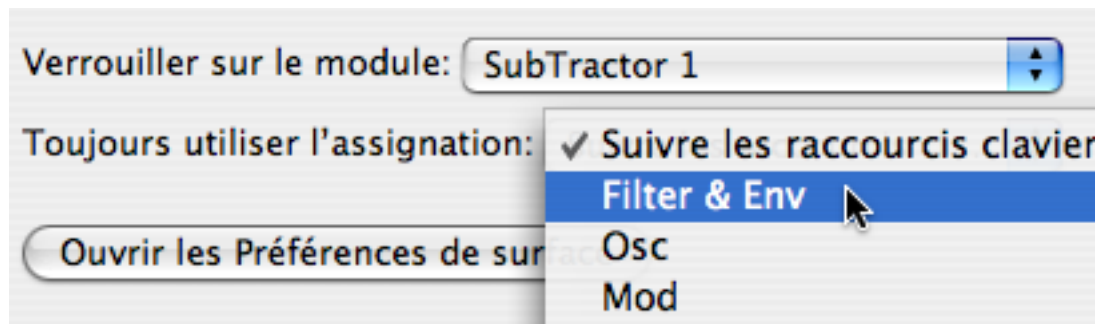 Verrouiller sur le module: SubTractor 1
Toujours utiliser l'assignation: ✓ Suivre les raccourcis clavier
Filter & Env
Osc
Ouvrir les Préférences de surface
Mod